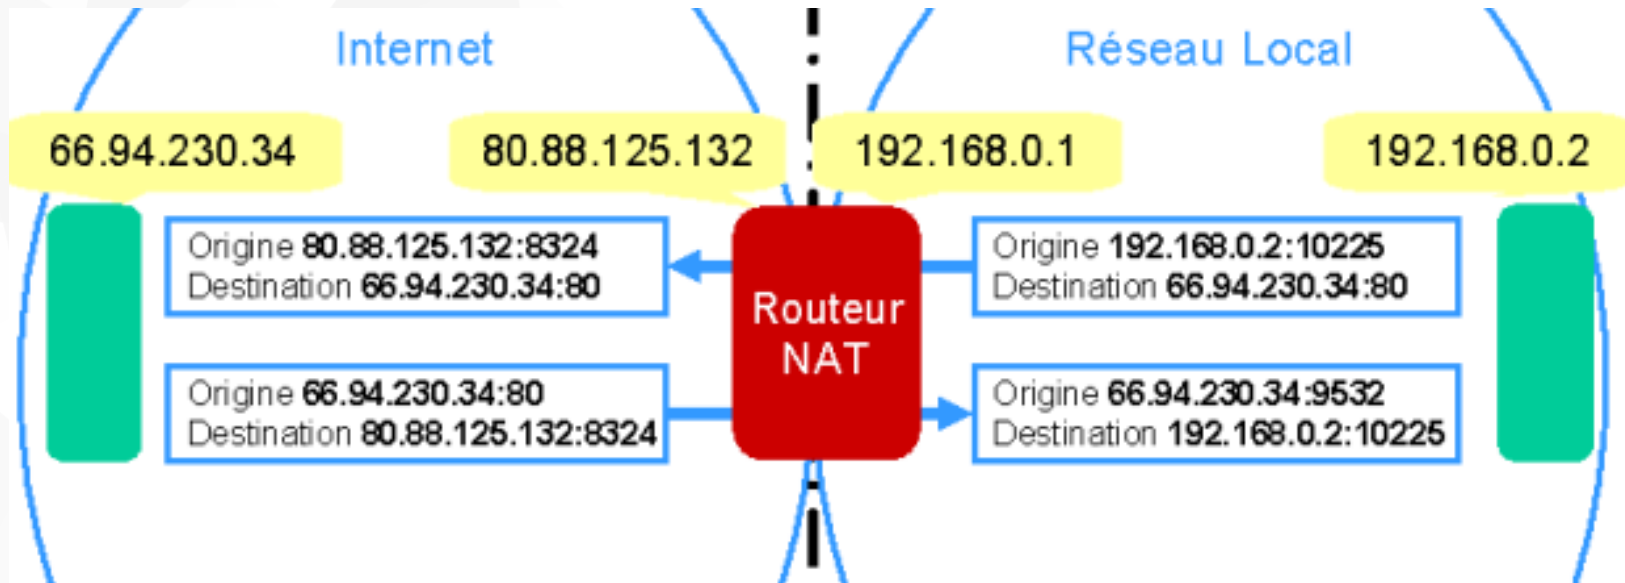 Internet
Réseau Local
66.94.230.34
80.88.125.132
192.168.0.1
192.168.0.2
Origine 80.88.125.132:8324
Destination 66.94.230.34:80
Origine 192.168.0.2:10225
Destination 66.94.230.34:80
Routeur
NAT
Origine 66.94.230.34:80
Destination 80.88.125.132:8324
Origine 66.94.230.34:9532
Destination 192.168.0.2:10225